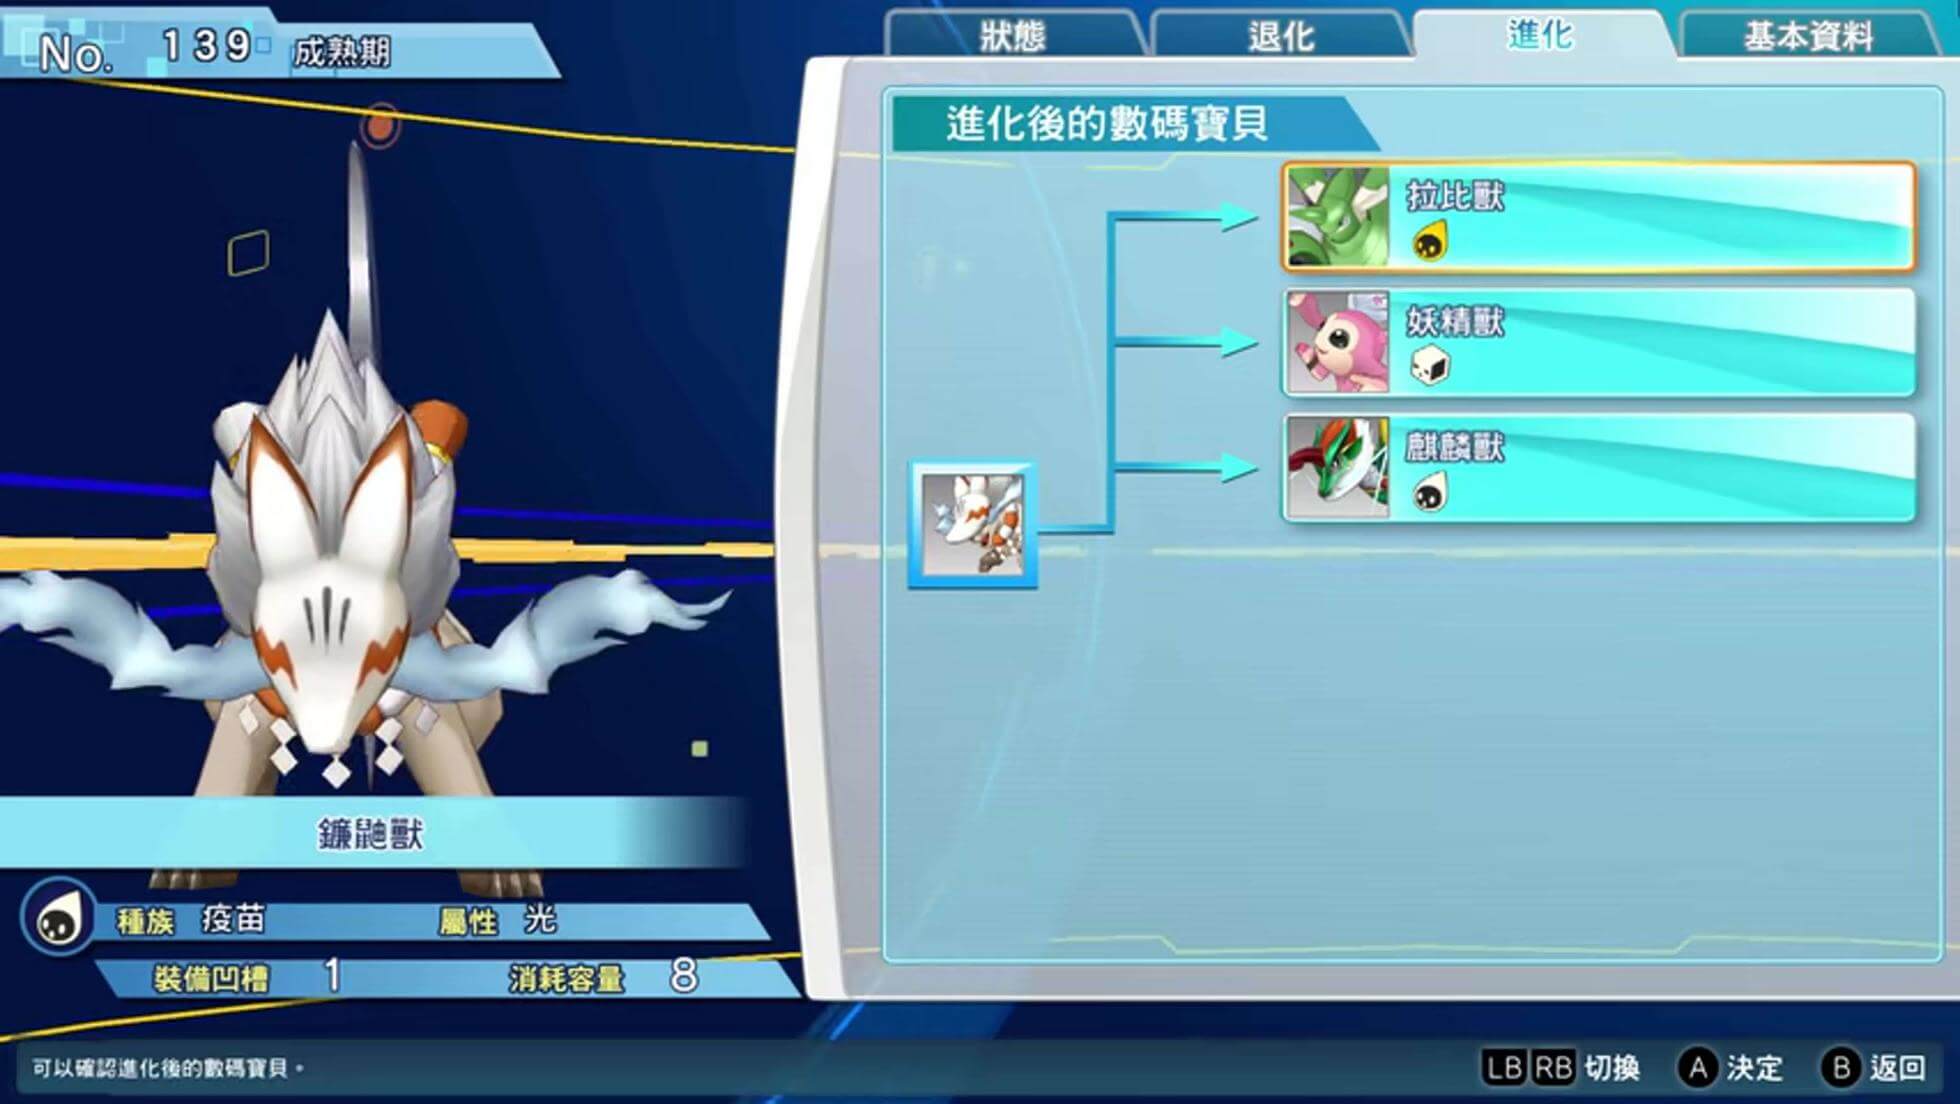 No. 139 成熟期
狀態 退化 進化 基本資料
進化後的數碼寶貝
拉比獸
妖精獸
麒麟獸
鐮鼬獸
種族 疫苗 屬性 光
裝備凹槽 1 消耗容量 8
可以確認進化後的數碼寶貝。
LB RB 切換 A 決定 B 返回